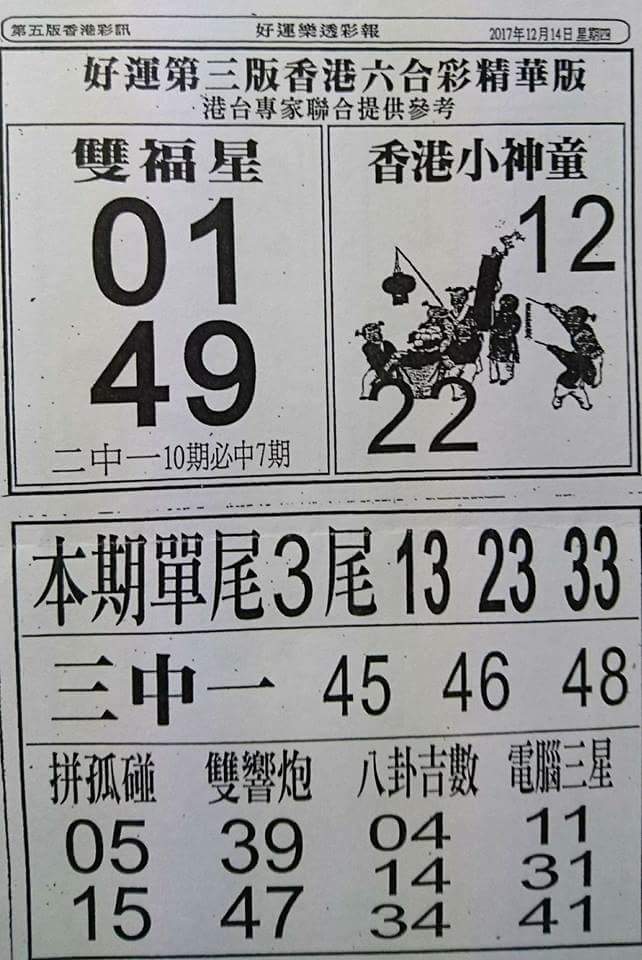 第五版香港彩訊 好運樂透彩報 2017年12月14日 星期四
好運第三版香港六合彩精華版
港台專家聯合提供參考
雙福星
01
49
二中一10期必中7期
香港小神童
12
22
本期單尾3尾 13 23 33
三中一 45 46 48
拼孤碰
05
15
雙響炮
39
47
八卦吉數
04
14
34
電腦三星
11
31
41